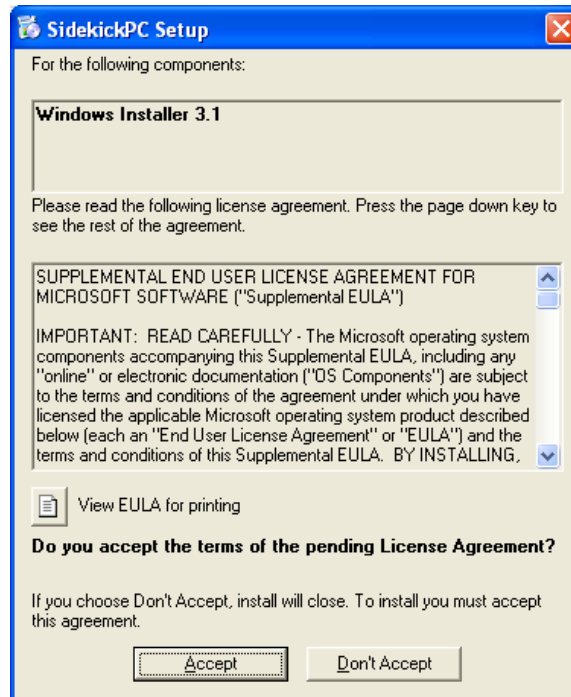 SidekickPC Setup
For the following components:
Windows Installer 3.1
Please read the following license agreement. Press the page down key to
see the rest of the agreement.
SUPPLEMENTAL END USER LICENSE AGREEMENT FOR
MICROSOFT SOFTWARE ("Supplemental EULA")
IMPORTANT:  READ CAREFULLY - The Microsoft operating system
components accompanying this Supplemental EULA, including any
"online" or electronic documentation ("OS Components") are subject
to the terms and conditions of the agreement under which you have
licensed the applicable Microsoft operating system product described
below (each an "End User License Agreement" or "EULA") and the
terms and conditions of this Supplemental EULA.  BY INSTALLING,
View EULA for printing
Do you accept the terms of the pending License Agreement?
If you choose Don't Accept, install will close. To install you must accept
this agreement.
Accept
Don't Accept